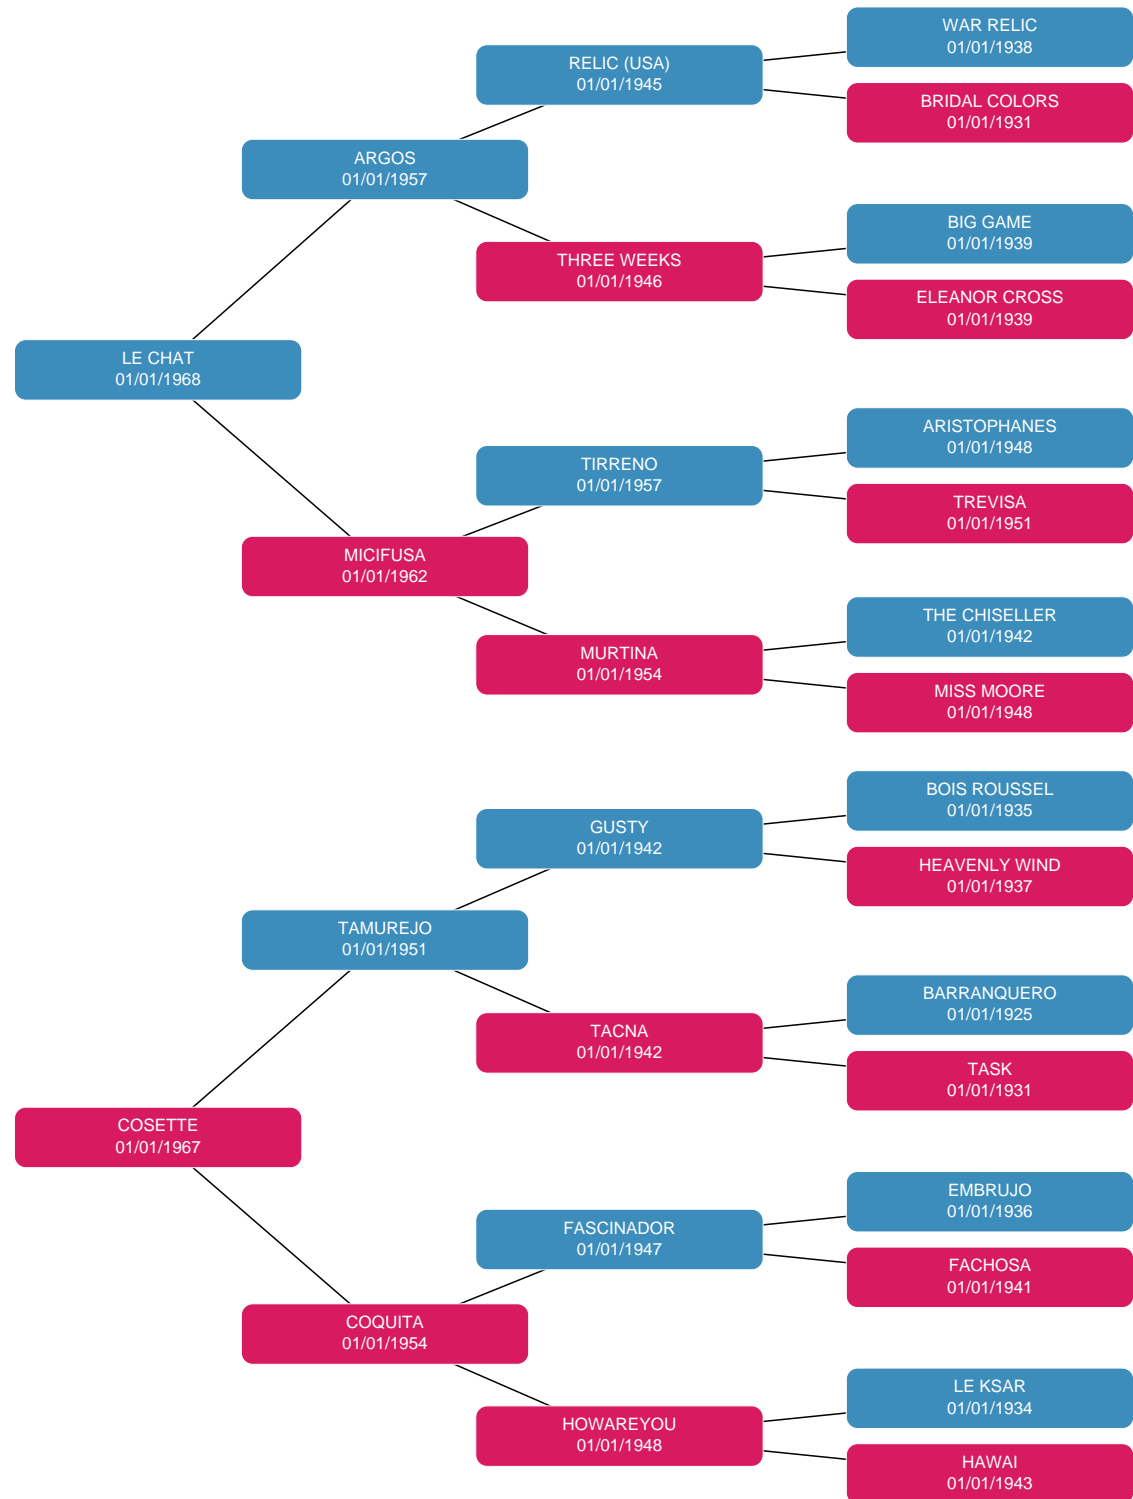 WAR RELIC
01/01/1938
RELIC (USA)
01/01/1945
BRIDAL COLORS
01/01/1931
ARGOS
01/01/1957
BIG GAME
01/01/1939
THREE WEEKS
01/01/1946
ELEANOR CROSS
01/01/1939
LE CHAT
01/01/1968
ARISTOPHANES
01/01/1948
TIRRENO
01/01/1957
TREVISA
01/01/1951
MICIFUSA
01/01/1962
THE CHISELLER
01/01/1942
MURTINA
01/01/1954
MISS MOORE
01/01/1948
BOIS ROUSSEL
01/01/1935
GUSTY
01/01/1942
HEAVENLY WIND
01/01/1937
TAMUREJO
01/01/1951
BARRANQUERO
01/01/1925
TACNA
01/01/1942
TASK
01/01/1931
COSETTE
01/01/1967
EMBRUJO
01/01/1936
FASCINADOR
01/01/1947
FACHOSA
01/01/1941
COQUITA
01/01/1954
LE KSAR
01/01/1934
HOWAREYOU
01/01/1948
HAWAI
01/01/1943